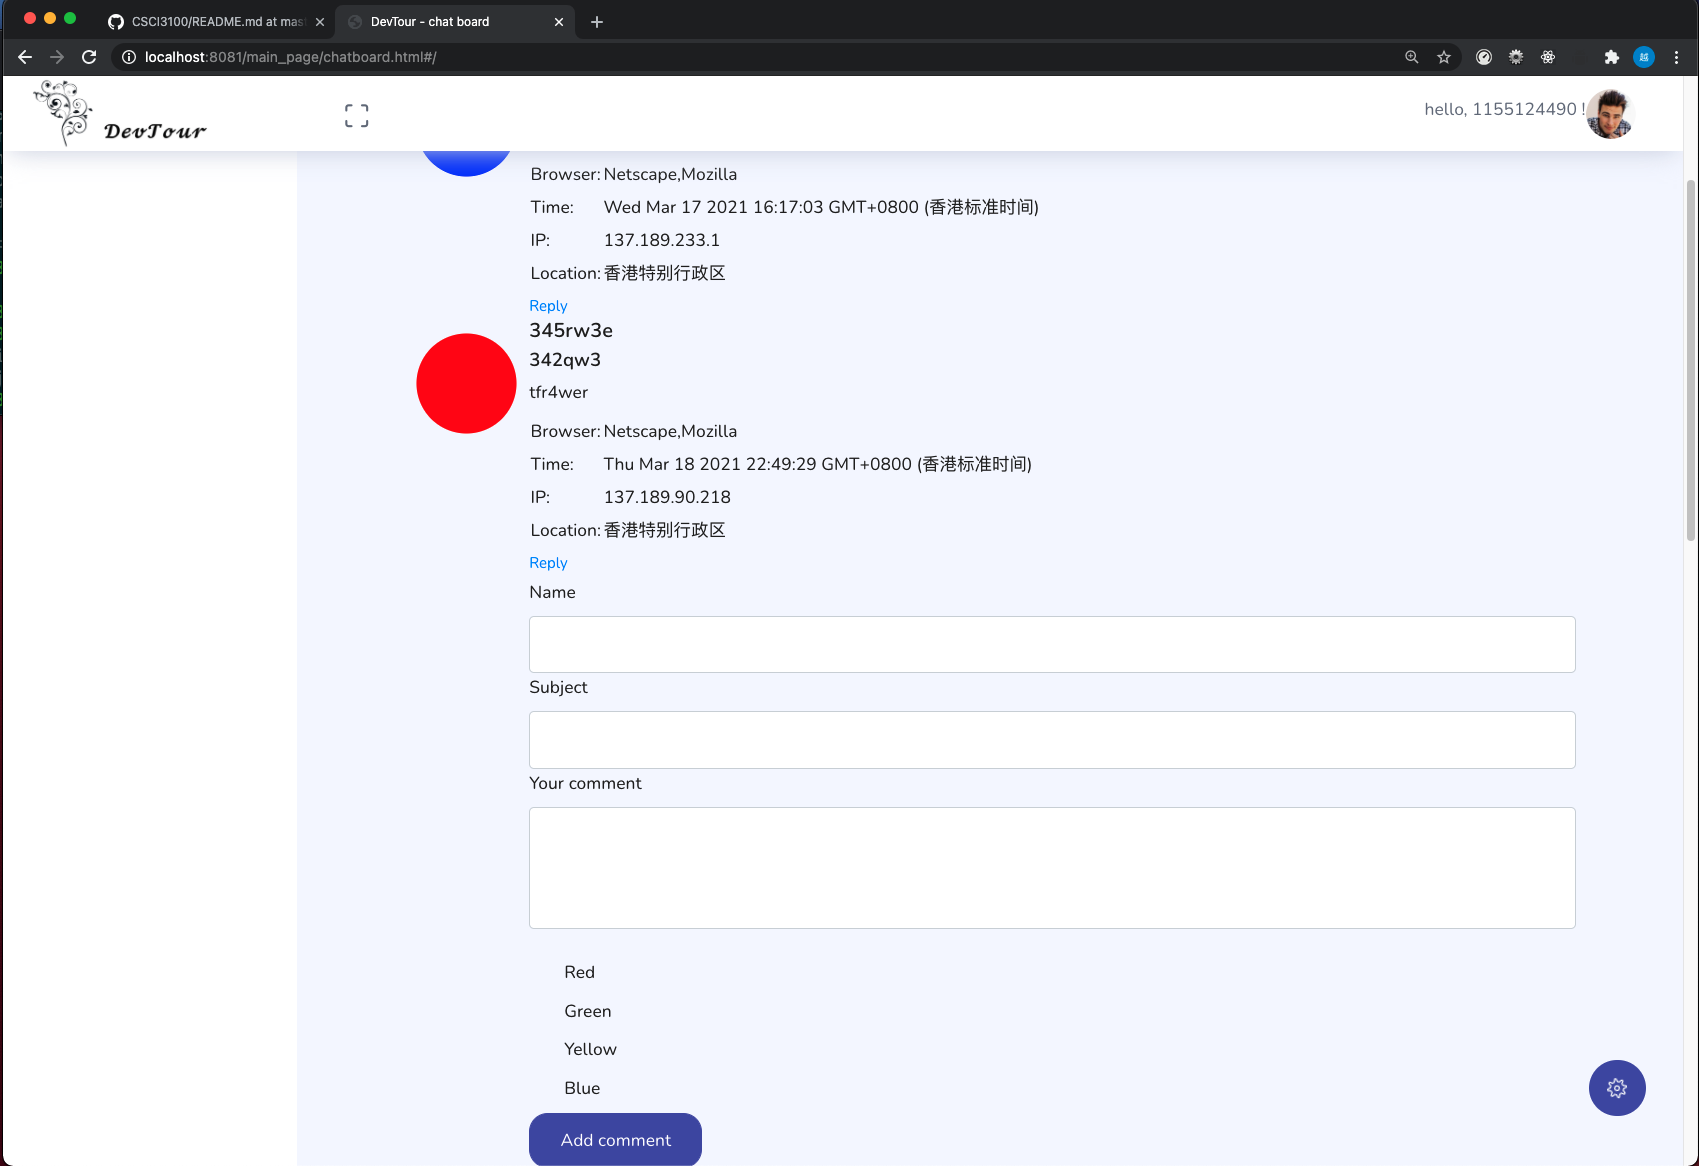 CSCI3100/README.md at mas
DevTour - chat board
localhost:8081/main_page/chatboard.html#/
越
DevTour
hello, 1155124490 !
Browser: Netscape,Mozilla
Time: Wed Mar 17 2021 16:17:03 GMT+0800 (香港标准时间)
IP: 137.189.233.1
Location: 香港特别行政区
Reply
345rw3e
342qw3
tfr4wer
Browser: Netscape,Mozilla
Time: Thu Mar 18 2021 22:49:29 GMT+0800 (香港标准时间)
IP: 137.189.90.218
Location: 香港特别行政区
Reply
Name
Subject
Your comment
Red
Green
Yellow
Blue
Add comment